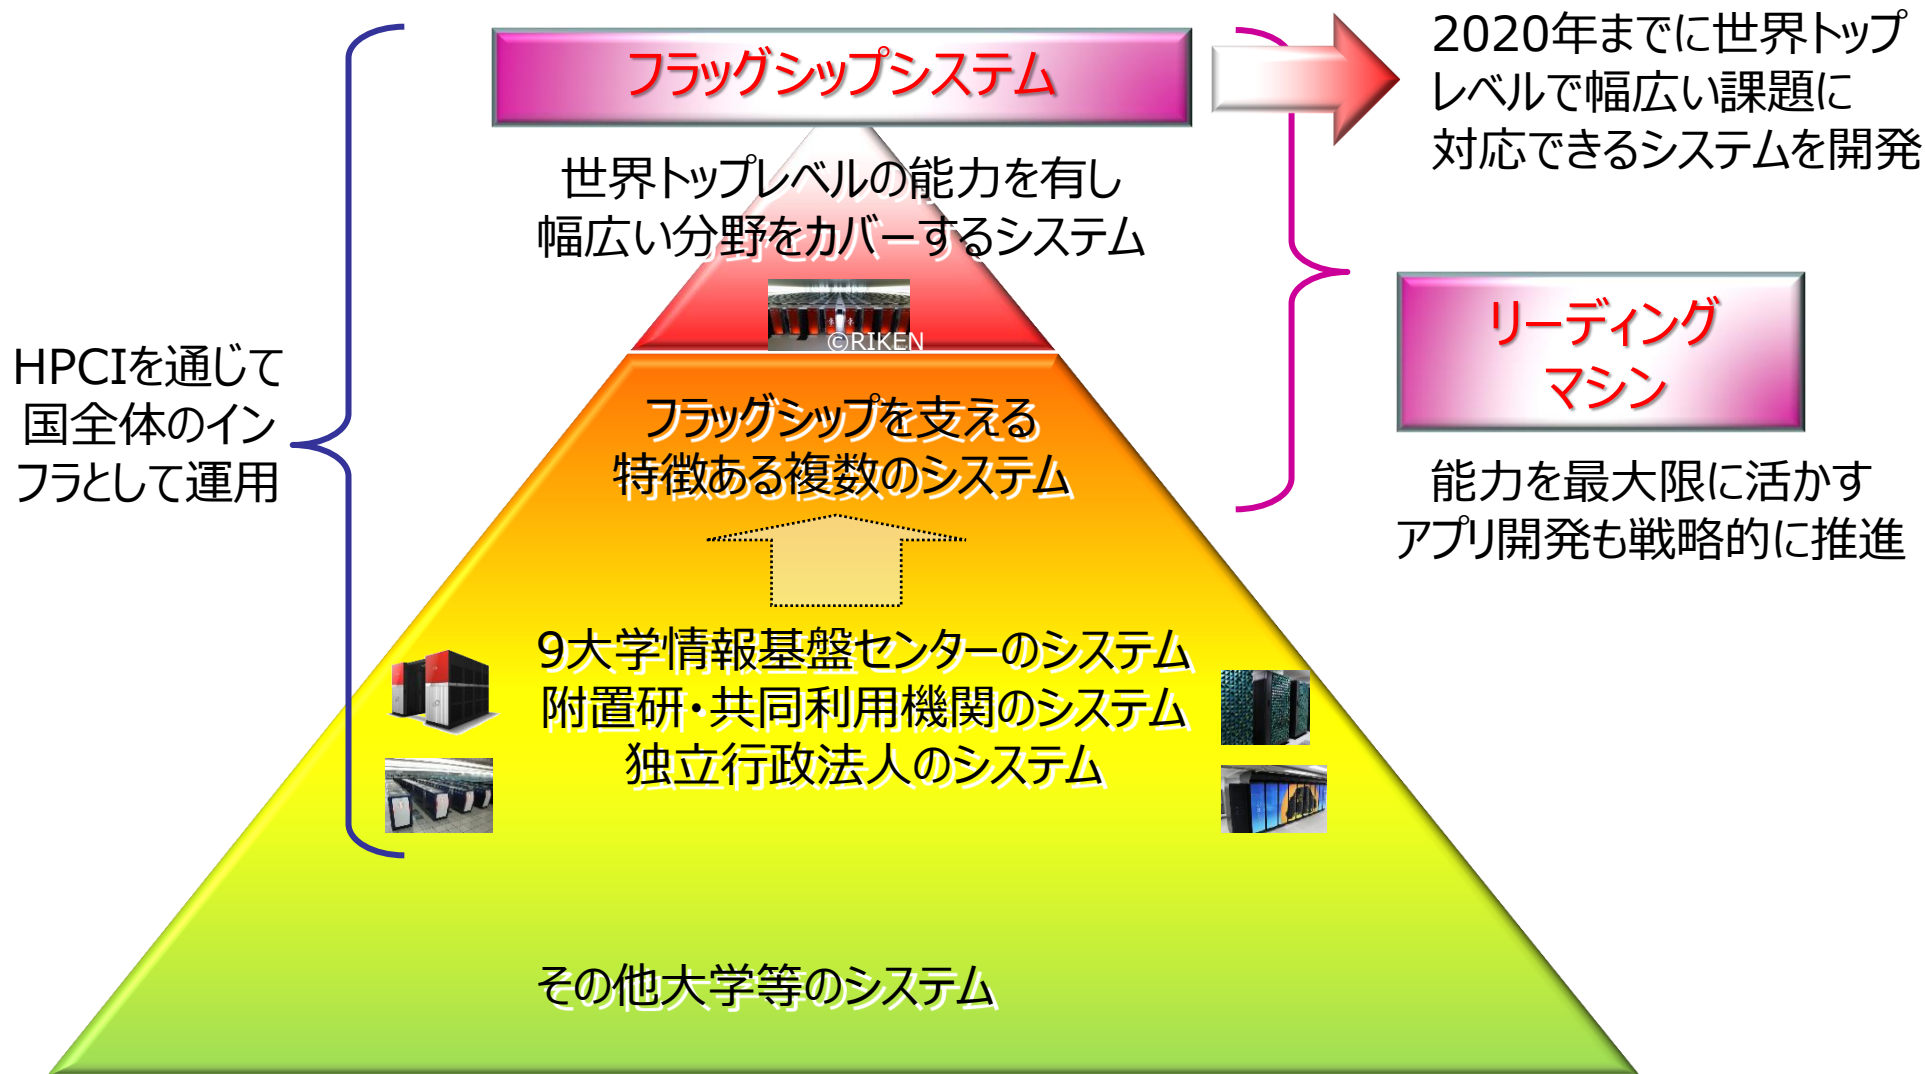 フラッグシップシステム
2020年までに世界トップ
レベルで幅広い課題に
対応できるシステムを開発
世界トップレベルの能力を有し
幅広い分野をカバーするシステム
©RIKEN
リーディング
マシン
能力を最大限に活かす
アプリ開発も戦略的に推進
HPCIを通じて
国全体のイン
フラとして運用
フラッグシップを支える
特徴ある複数のシステム
9大学情報基盤センターのシステム
附置研・共同利用機関のシステム
独立行政法人のシステム
その他大学等のシステム